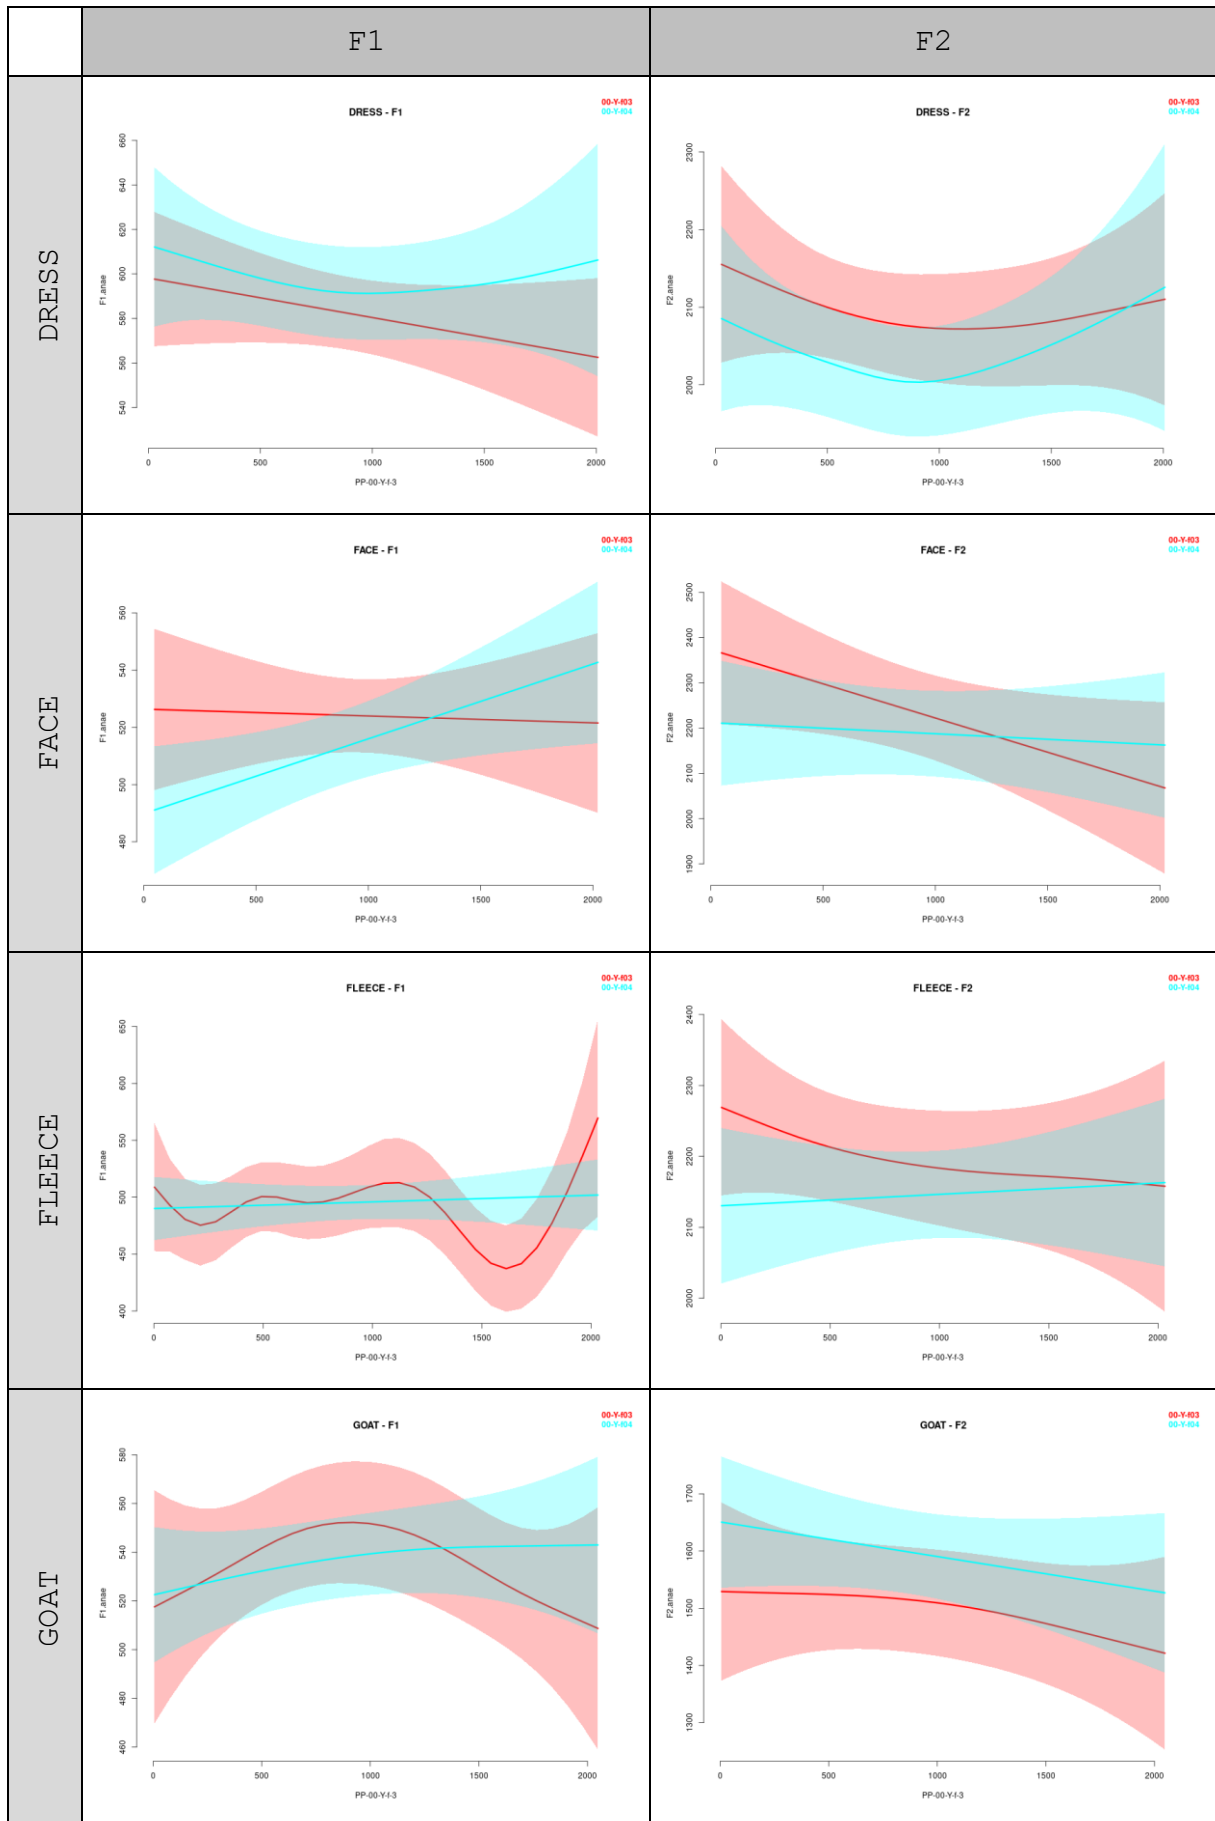 F1
F2
DRESS
DRESS - F1
00-Y-f03
00-Y-f04
F1.anae
660
640
620
600
580
560
540
0 500 1000 1500 2000
PP-00-Y-f-3
DRESS - F2
00-Y-f03
00-Y-f04
F2.anae
2300
2200
2100
2000
0 500 1000 1500 2000
PP-00-Y-f-3
FACE
FACE - F1
00-Y-f03
00-Y-f04
F1.anae
560
540
520
500
480
0 500 1000 1500 2000
PP-00-Y-f-3
FACE - F2
00-Y-f03
00-Y-f04
F2.anae
2500
2400
2300
2200
2100
2000
1900
0 500 1000 1500 2000
PP-00-Y-f-3
FLEECE
FLEECE - F1
00-Y-f03
00-Y-f04
F1.anae
650
600
550
500
450
400
0 500 1000 1500 2000
PP-00-Y-f-3
FLEECE - F2
00-Y-f03
00-Y-f04
F2.anae
2400
2300
2200
2100
2000
0 500 1000 1500 2000
PP-00-Y-f-3
GOAT
GOAT - F1
00-Y-f03
00-Y-f04
F1.anae
580
560
540
520
500
480
460
0 500 1000 1500 2000
PP-00-Y-f-3
GOAT - F2
00-Y-f03
00-Y-f04
F2.anae
1700
1600
1500
1400
1300
0 500 1000 1500 2000
PP-00-Y-f-3